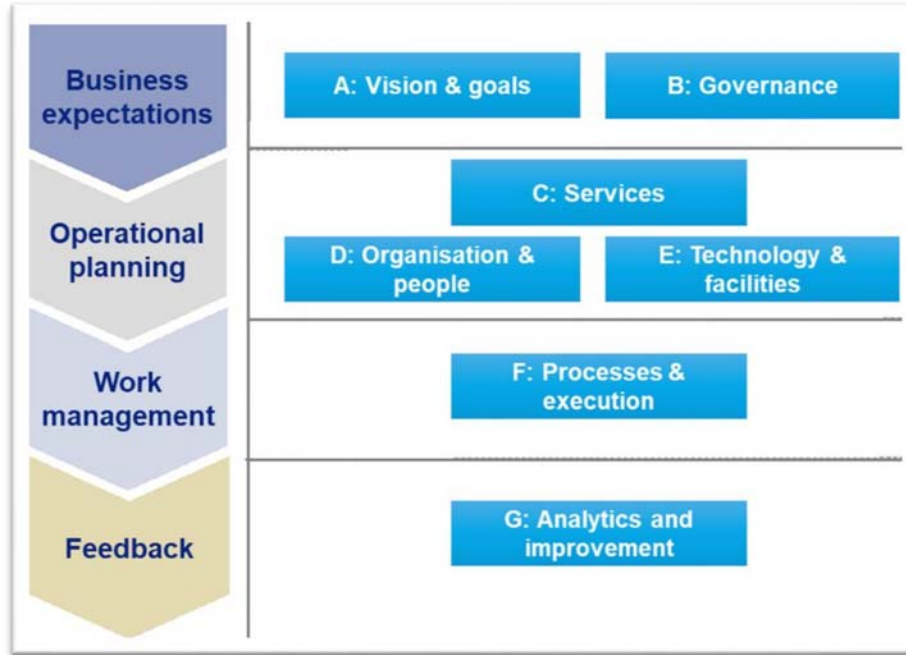 Business
expectations
A: Vision & goals
B: Governance
Operational
planning
C: Services
D: Organisation &
people
E: Technology &
facilities
Work
management
F: Processes &
execution
Feedback
G: Analytics and
improvement